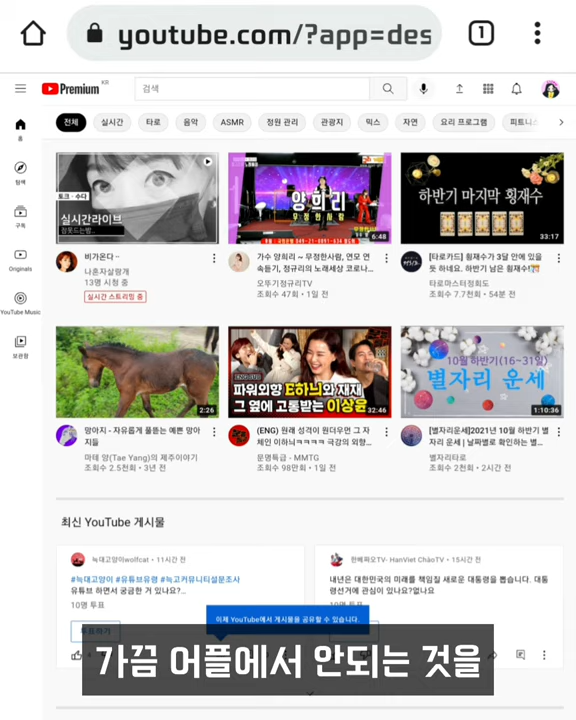 youtube.com/?app=des
1
Premium KR
검색
전체 실시간 타로 음악 ASMR 정원 관리 관광지 믹스 자연 요리 프로그램 피트니스
홈
탐색
구독
Originals
YouTube Music
보관함
토크 · 수다
실시간라이브
잠못드는밤...
비가온다··
나혼자살랑개
13명 시청 중
실시간 스트리밍 중
양희리
무정한사람
6:48
가수 양희리 ~ 무정한사람, 연모 연
속듣기, 정규리의 노래세상 코로나...
오뚜기정규리TV
조회수 47회 · 1일 전
하반기 마지막 횡재수
33:17
[타로카드] 횡재수가 3달 안에 있을
듯 하네요. 하반기 남은 횡재수!
타로마스터정회도
조회수 7.7천회 · 54분 전
2:26
망아지 - 자유롭게 풀뜯는 예쁜 망아
지들
마테 양(Tae Yang)의 제주이야기
조회수 2.5천회 · 3년 전
파워외향 E하늬와 재재
그 옆에 고통받는 이상윤
32:46
(ENG) 원래 성격이 원더우먼 그 자
체인 이하늬ㅋㅋㅋㅋ 극강의 외향...
문명특급 - MMTG
조회수 98만회 · 1일 전
10월 하반기(16~31일)
별자리 운세
1:10:36
[별자리운세]2021년 10월 하반기 별
자리 운세 | 날짜별로 확인하는 별...
별자리타로
조회수 2천회 · 2시간 전
최신 YouTube 게시물
늑대고양이wolfcat · 11시간 전
#늑대고양이 #유튜브유령 #늑고커뮤니티설문조사
유튜브 하면서 궁금한 거 있나요?...
10명 투표
투표하기
한베짜오TV- HanViet ChàoTV · 15시간 전
내년은 대한민국의 미래를 책임질 새로운 대통령을 뽑습니다. 대통
령선거에 관심이 있나요?없나요
10명 투표
이제 YouTube에서 게시물을 공유할 수 있습니다.
4
가끔 어플에서 안되는 것을